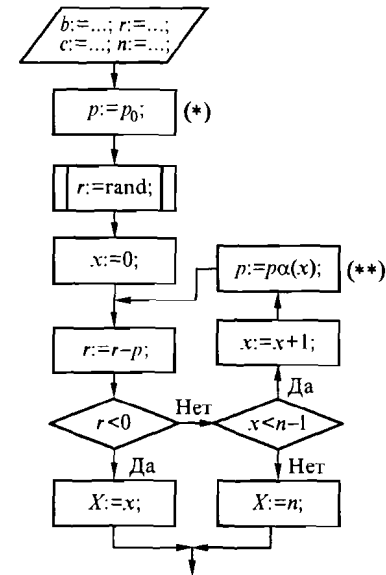 b:=...; r:=...;
c:=...; n:=...;
p:=p₀; (*)
r:=rand;
x:=0;
p:=pα(x); (**)
r:=r–p;
x:=x+1;
Да
r<0
Нет
x<n–1
Да
Нет
X:=x;
X:=n;